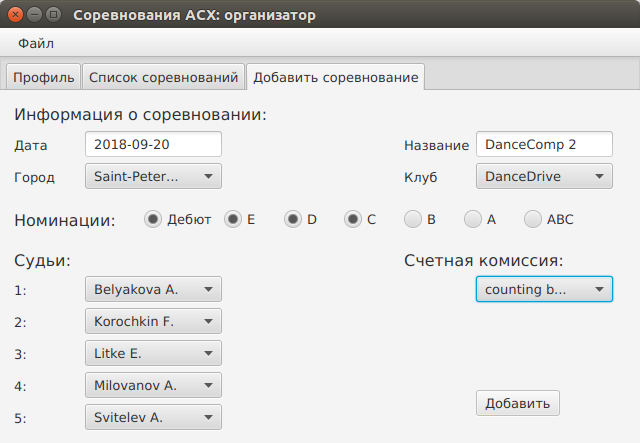 Соревнования АСХ: организатор
Файл
Профиль Список соревнований Добавить соревнование
Информация о соревновании:
Дата 2018-09-20 Название DanceComp 2
Город Saint-Peter... Клуб DanceDrive
Номинации: Дебют E D C B A ABC
Судьи: Счетная комиссия:
1: Belyakova A. counting b...
2: Korochkin F.
3: Litke E.
4: Milovanov A.
Добавить
5: Svitelev A.